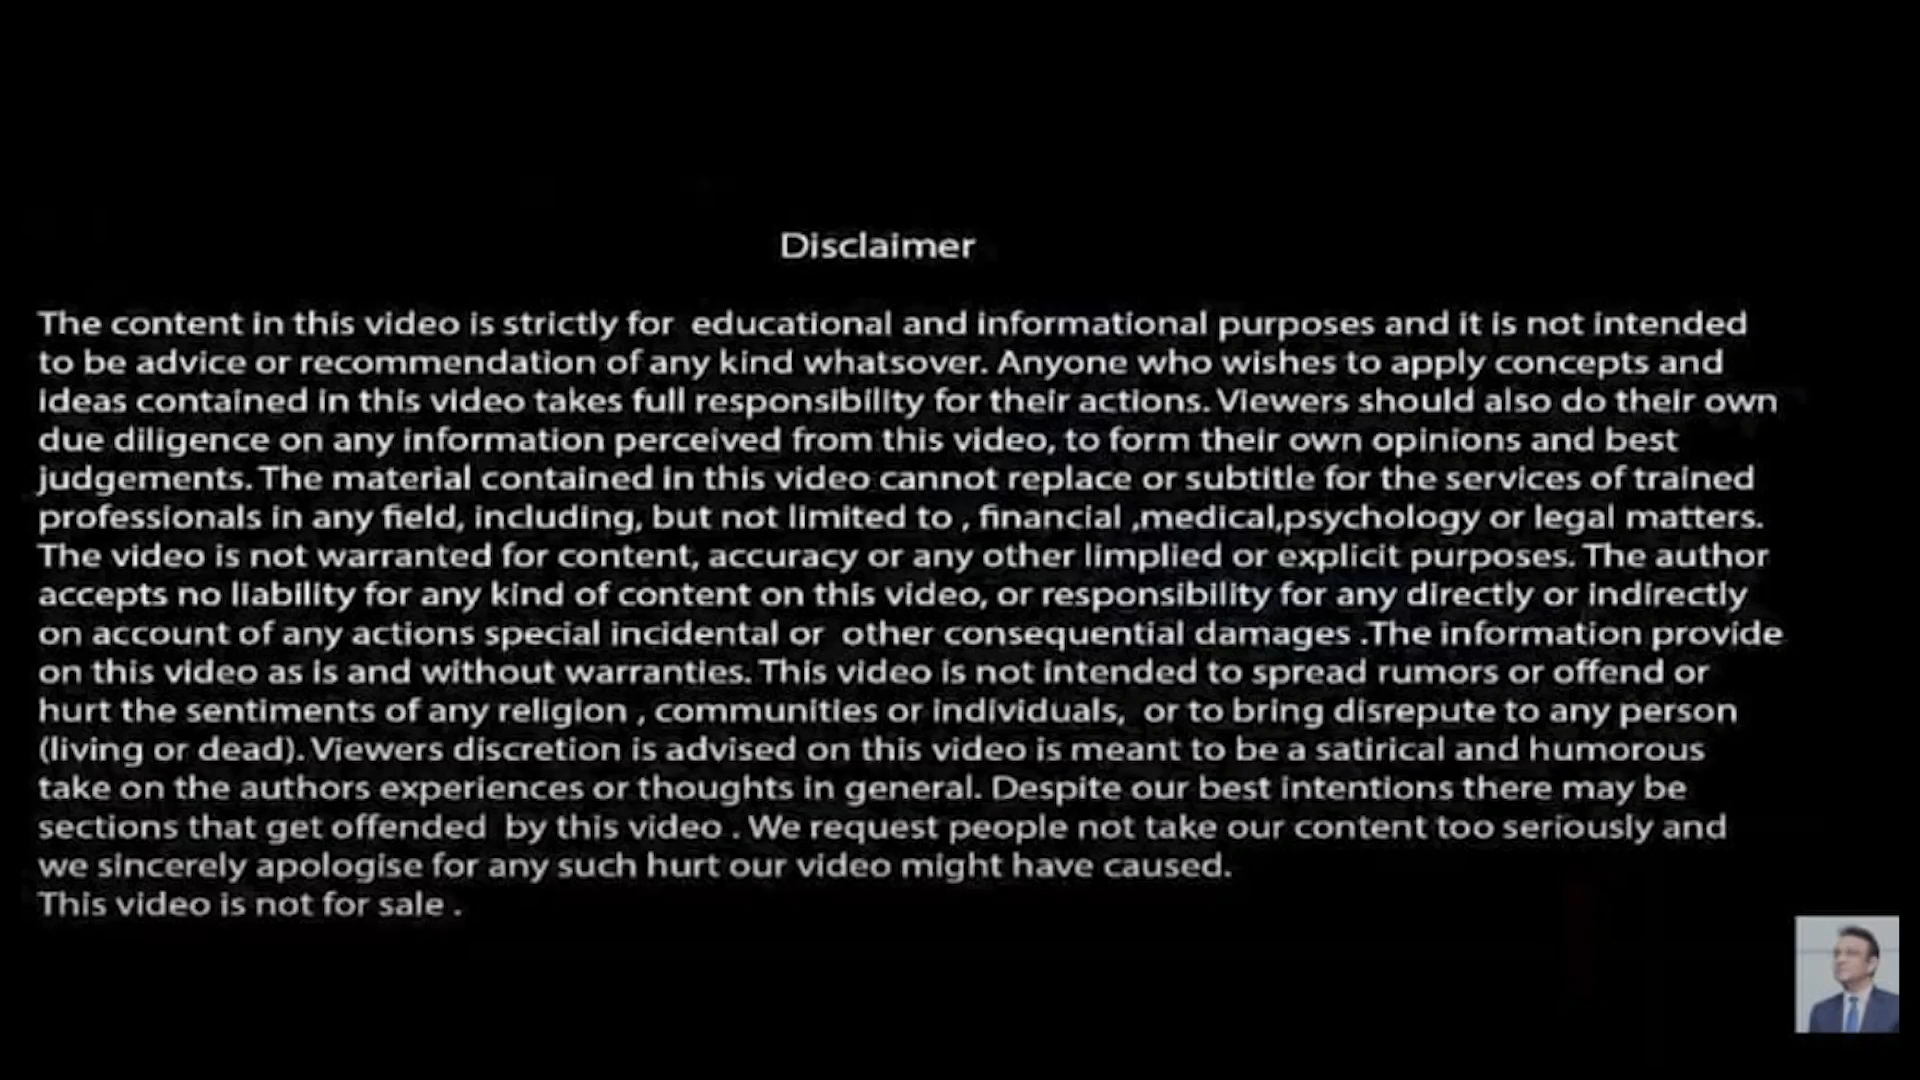 Disclaimer
The content in this video is strictly for educational and informational purposes and it is not intended
to be advice or recommendation of any kind whatsover. Anyone who wishes to apply concepts and
ideas contained in this video takes full responsibility for their actions. Viewers should also do their own
due diligence on any information perceived from this video, to form their own opinions and best
judgements. The material contained in this video cannot replace or subtitle for the services of trained
professionals in any field, including, but not limited to , financial ,medical,psychology or legal matters.
The video is not warranted for content, accuracy or any other limplied or explicit purposes. The author
accepts no liability for any kind of content on this video, or responsibility for any directly or indirectly
on account of any actions special incidental or other consequential damages .The information provide
on this video as is and without warranties. This video is not intended to spread rumors or offend or
hurt the sentiments of any religion , communities or individuals, or to bring disrepute to any person
(living or dead). Viewers discretion is advised on this video is meant to be a satirical and humorous
take on the authors experiences or thoughts in general. Despite our best intentions there may be
sections that get offended by this video . We request people not take our content too seriously and
we sincerely apologise for any such hurt our video might have caused.
This video is not for sale .